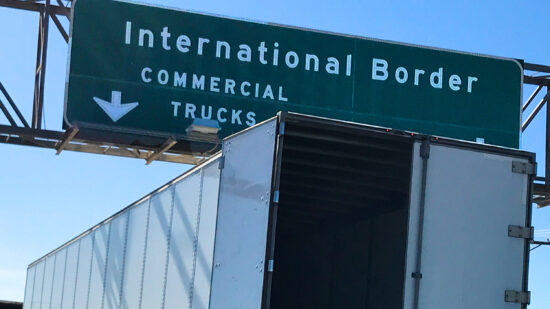 International Border
COMMERCIAL
TRUCKS